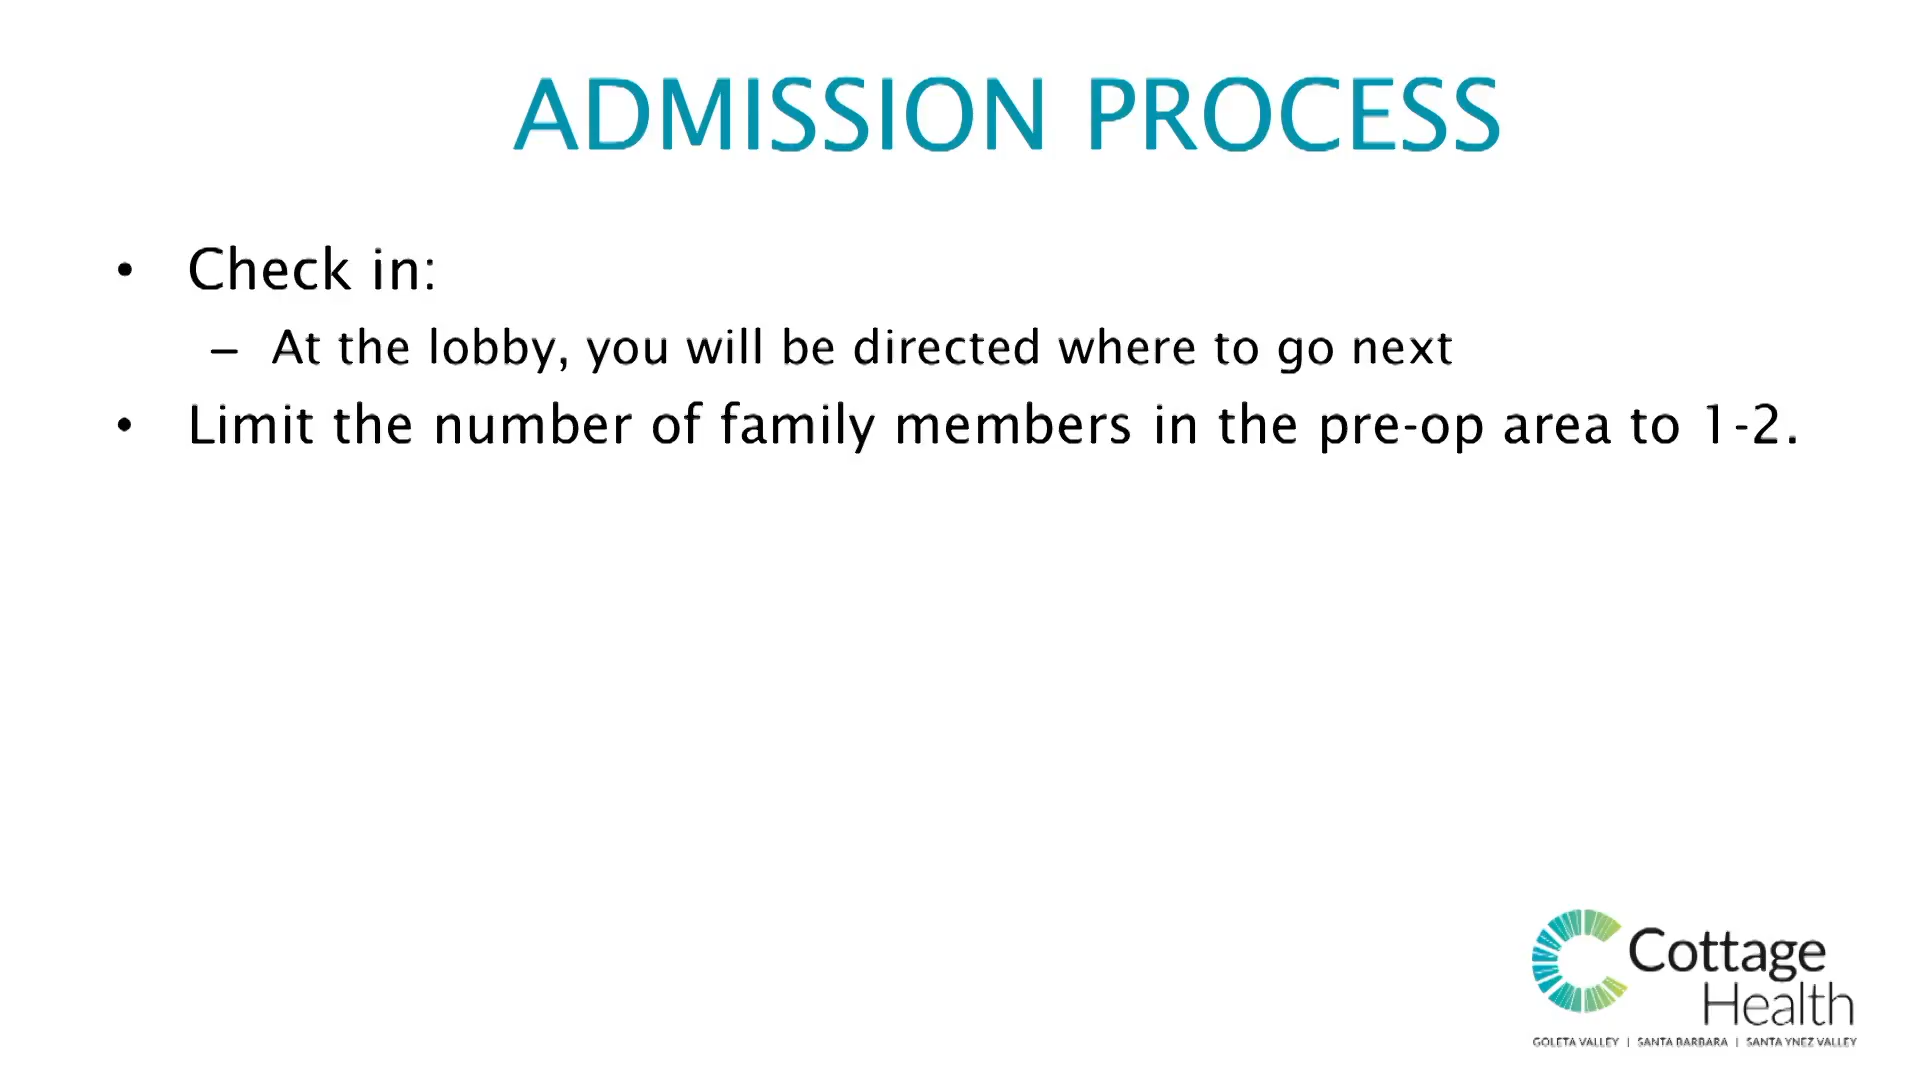 ADMISSION PROCESS
• Check in:
– At the lobby, you will be directed where to go next
• Limit the number of family members in the pre-op area to 1-2.
Cottage
Health
GOLETA VALLEY | SANTA BARBARA | SANTA YNEZ VALLEY